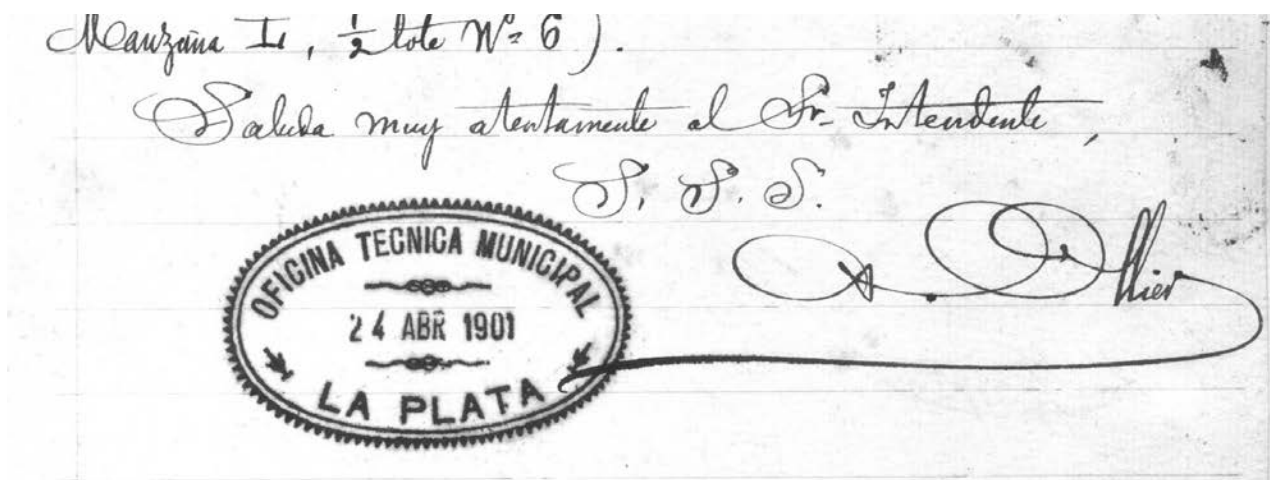 Manzana I, ½ lote Nº 6).
Saluda muy atentamente al Sr. Intendente,
S. S. S.
OFICINA TECNICA MUNICIPAL
24 ABR 1901
LA PLATA